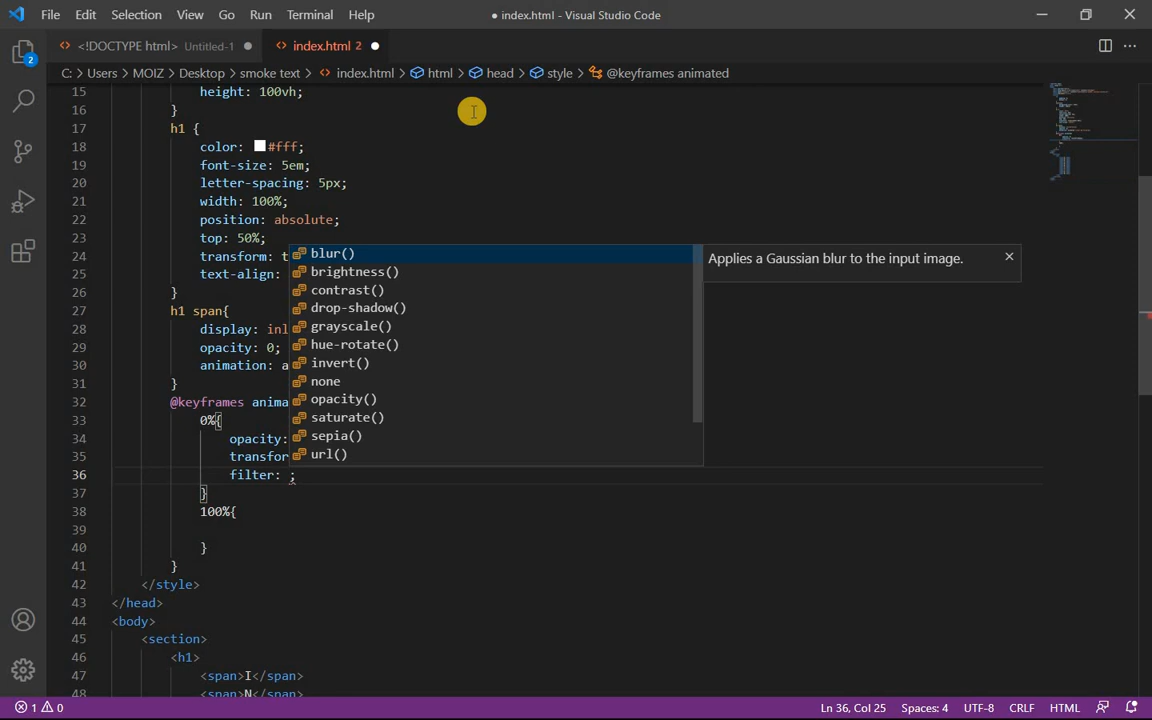 File Edit Selection View Go Run Terminal Help
● index.html - Visual Studio Code
<!DOCTYPE html> Untitled-1 ●
index.html 2 ●
C: > Users > MOIZ > Desktop > smoke text > index.html > html > head > style > @keyframes animated
2
15 height: 100vh;
16 }
17 h1 {
18 color: #fff;
19 font-size: 5em;
20 letter-spacing: 5px;
21 width: 100%;
22 position: absolute;
23 top: 50%;
24 transform: t
25 text-align:
26 }
27 h1 span{
28 display: inl
29 opacity: 0;
30 animation: a
31 }
32 @keyframes anima
33 0%{
34 opacity:
35 transfor
36 filter: ;
37 }
38 100%{
39
40 }
41 }
42 </style>
43 </head>
44 <body>
45 <section>
46 <h1>
47 <span>I</span>
48 <span>N</span>
blur()
brightness()
contrast()
drop-shadow()
grayscale()
hue-rotate()
invert()
none
opacity()
saturate()
sepia()
url()
Applies a Gaussian blur to the input image.
1 0
Ln 36, Col 25 Spaces: 4 UTF-8 CRLF HTML